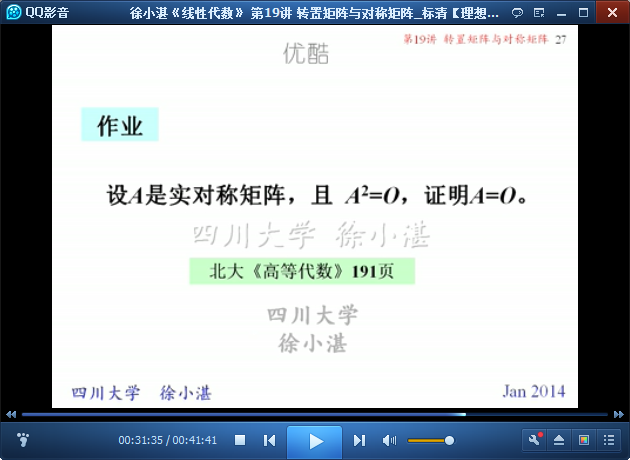 QQ影音
徐小湛《线性代数》 第19讲 转置矩阵与对称矩阵_标清【理想...
第19讲 转置矩阵与对称矩阵 27
优酷
作业
设A是实对称矩阵，且 A²=O，证明A=O。
四川大学 徐小湛
北大《高等代数》191页
四川大学
徐小湛
四川大学 徐小湛
Jan 2014
00:31:35 / 00:41:41